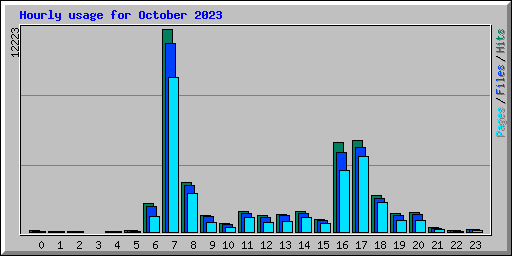 Hourly usage for October 2023
12223
Pages/Files/Hits
0 1 2 3 4 5 6 7 8 9 10 11 12 13 14 15 16 17 18 19 20 21 22 23